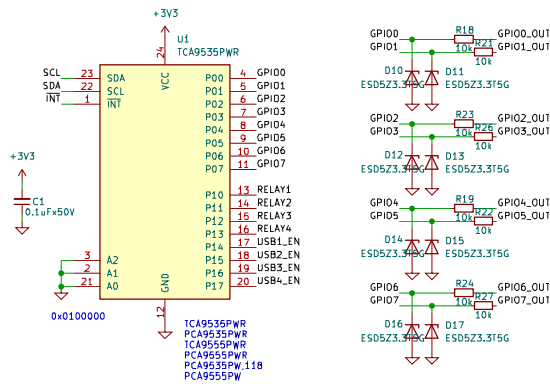 +3V3
U1
TCA9535PWR
24
VCC
SCL 23 SDA P00 4 GPIO0
SDA 22 SCL P01 5 GPIO1
INT 1 INT P02 6 GPIO2
P03 7 GPIO3
P04 8 GPIO4
P05 9 GPIO5
P06 10 GPIO6
P07 11 GPIO7
+3V3
C1
0.1uFx50V
P10 13 RELAY1
P11 14 RELAY2
P12 15 RELAY3
P13 16 RELAY4
P14 17 USB1_EN
3 A2 P15 18 USB2_EN
2 A1 P16 19 USB3_EN
21 A0 P17 20 USB4_EN
GND
12
0x0100000
TCA9535PWR
PCA9535PWR
TCA9555PWR
PCA9555PWR
PCA9535PW,118
PCA9555PW
GPIO0 R18 GPIO0_OUT
GPIO1 10k R21 GPIO1_OUT
10k
D10 D11
ESD5Z3.3T5G ESD5Z3.3T5G
GPIO2 R23 GPIO2_OUT
GPIO3 10k R26 GPIO3_OUT
10k
D12 D13
ESD5Z3.3T5G ESD5Z3.3T5G
GPIO4 R19 GPIO4_OUT
GPIO5 10k R22 GPIO5_OUT
10k
D14 D15
ESD5Z3.3T5G ESD5Z3.3T5G
GPIO6 R24 GPIO6_OUT
GPIO7 10k R27 GPIO7_OUT
10k
D16 D17
ESD5Z3.3T5G ESD5Z3.3T5G